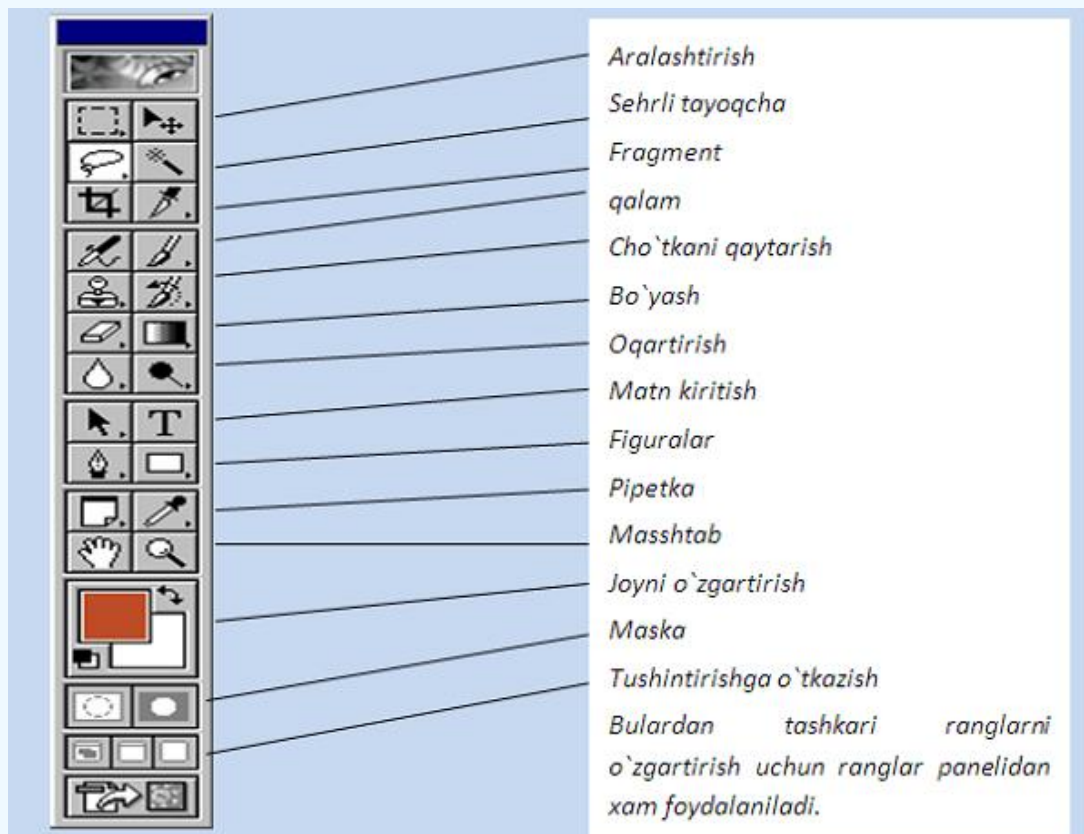 Aralashtirish
Sehrli tayoqcha
Fragment
qalam
Cho`tkani qaytarish
Bo`yash
Oqartirish
Matn kiritish
Figuralar
Pipetka
Masshtab
Joyni o`zgartirish
Maska
Tushintirishga o`tkazish
Bulardan tashkari ranglarni
o`zgartirish uchun ranglar panelidan
xam foydalaniladi.
T